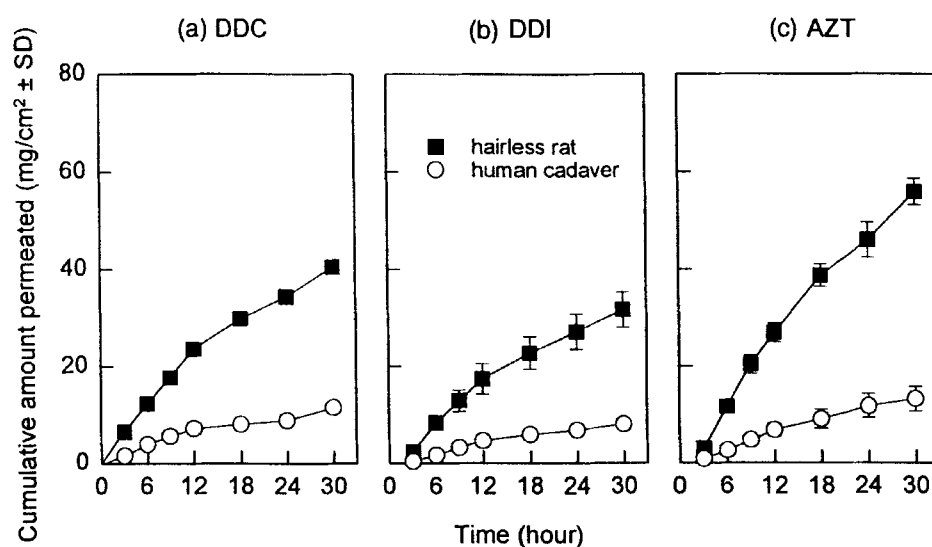 (a) DDC
(b) DDI
(c) AZT
Cumulative amount permeated (mg/cm² ± SD)
80
60
40
20
0
hairless rat
human cadaver
0 6 12 18 24 30
0 6 12 18 24 30
0 6 12 18 24 30
Time (hour)